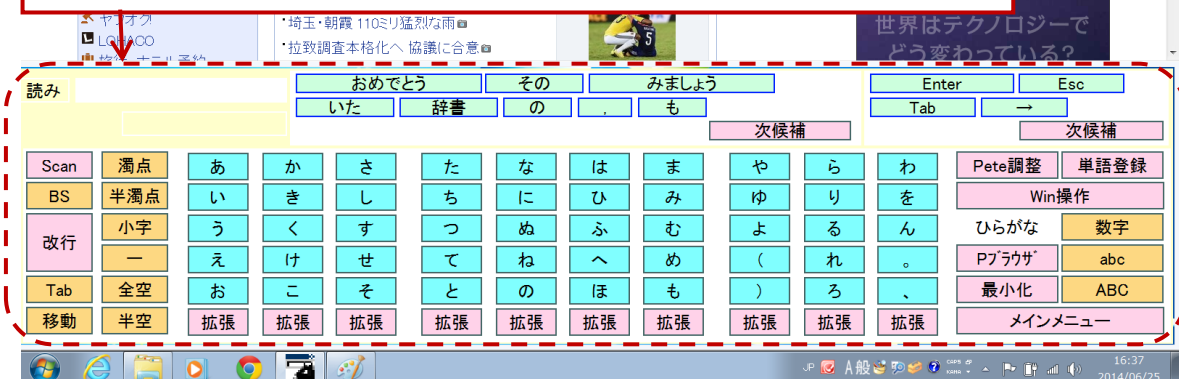 ヤフオク!
LOHACO
旅行、ホテル予約
・埼玉・朝霞 110ミリ猛烈な雨
・拉致調査本格化へ 協議に合意
5
世界はテクノロジーで
どう変わっている?
読み おめでとう その みましょう Enter Esc
いた 辞書 の , も Tab →
次候補 次候補
Scan 濁点 あ か さ た な は ま や ら わ Pete調整 単語登録
BS 半濁点 い き し ち に ひ み ゆ り を Win操作
改行 小字 う く す つ ぬ ふ む よ る ん ひらがな 数字
ー え け せ て ね へ め ( れ 。 Pブラウザ abc
Tab 全空 お こ そ と の ほ も ) ろ 、 最小化 ABC
移動 半空 拡張 拡張 拡張 拡張 拡張 拡張 拡張 拡張 拡張 拡張 メインメニュー
JP A般 CAPS KANA 16:37
2014/06/25